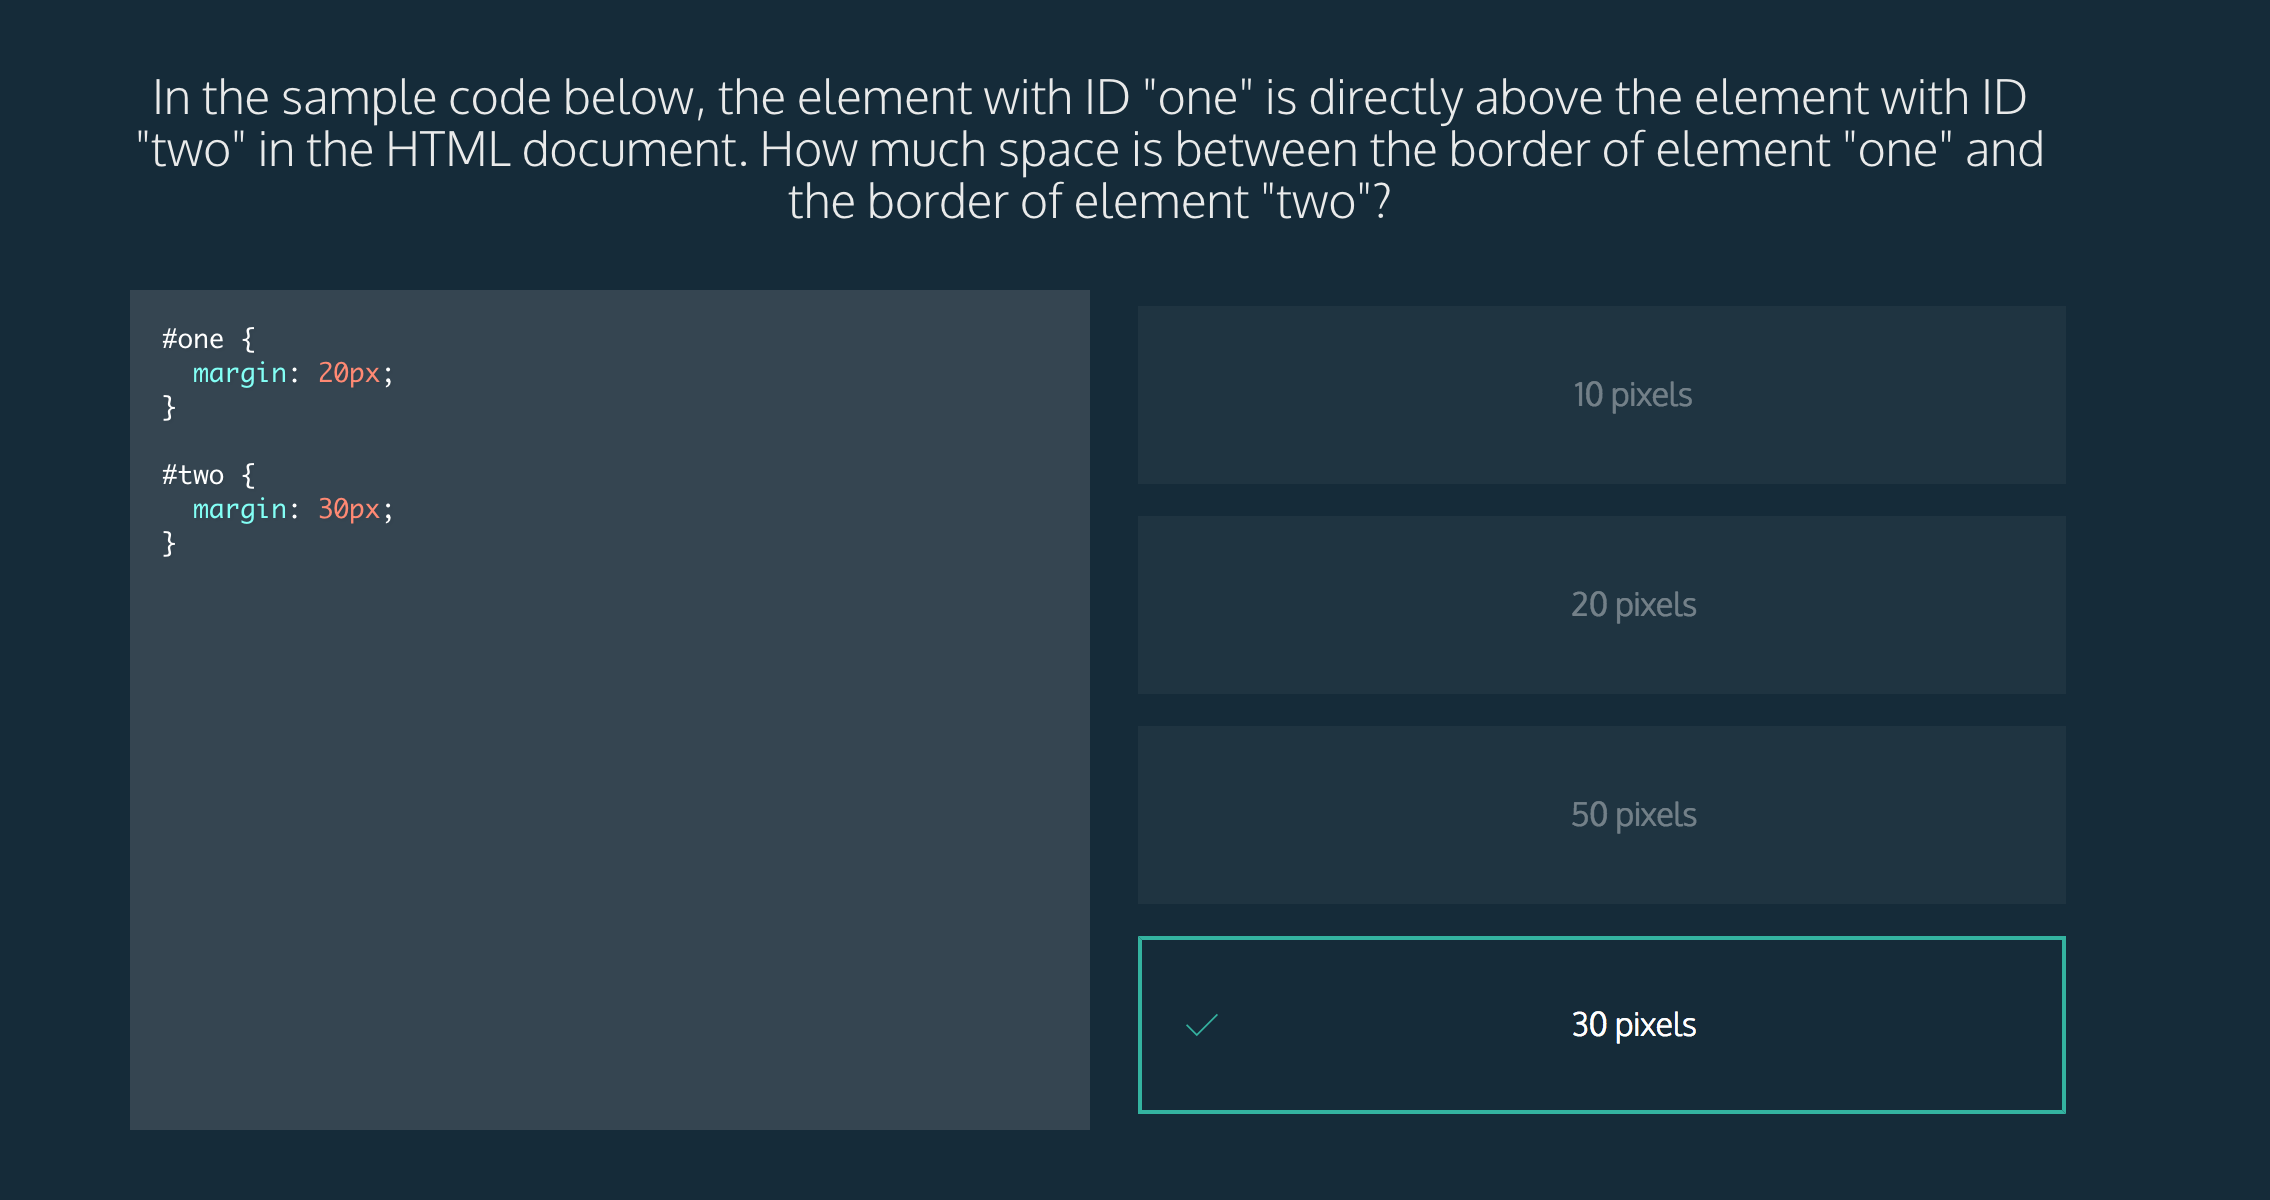 In the sample code below, the element with ID "one" is directly above the element with ID
"two" in the HTML document. How much space is between the border of element "one" and
the border of element "two"?
#one {
  margin: 20px;
}
#two {
  margin: 30px;
}
10 pixels
20 pixels
50 pixels
30 pixels